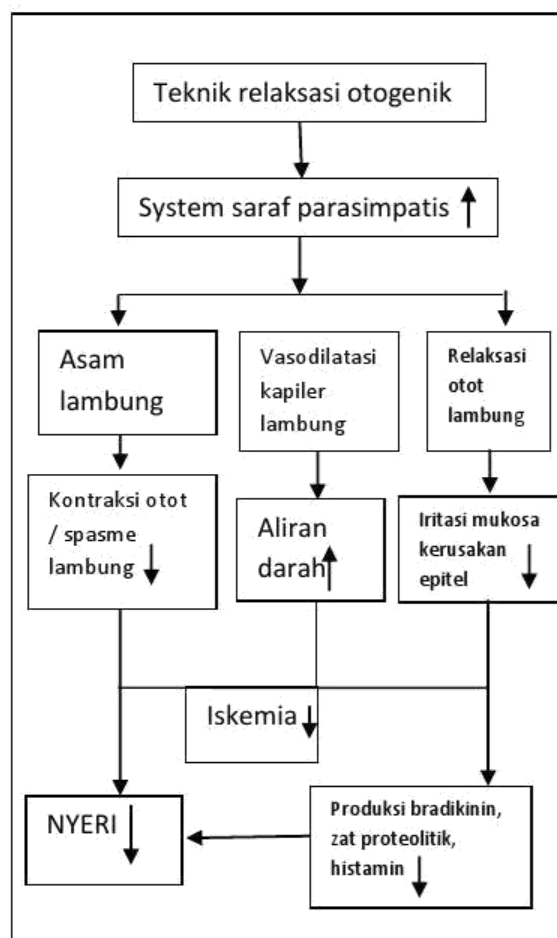 Teknik relaksasi otogenik
System saraf parasimpatis
Asam
lambung
Vasodilatasi
kapiler
lambung
Relaksasi
otot
lambung
Kontraksi otot
/ spasme
lambung
Aliran
darah
Iritasi mukosa
kerusakan
epitel
Iskemia
NYERI
Produksi bradikinin,
zat proteolitik,
histamin